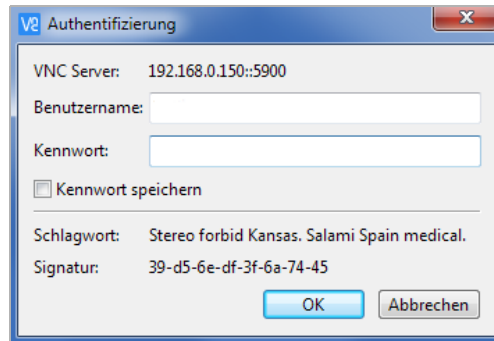 Authentifizierung
VNC Server: 192.168.0.150::5900
Benutzername:
Kennwort:
Kennwort speichern
Schlagwort: Stereo forbid Kansas. Salami Spain medical.
Signatur: 39-d5-6e-df-3f-6a-74-45
OK Abbrechen